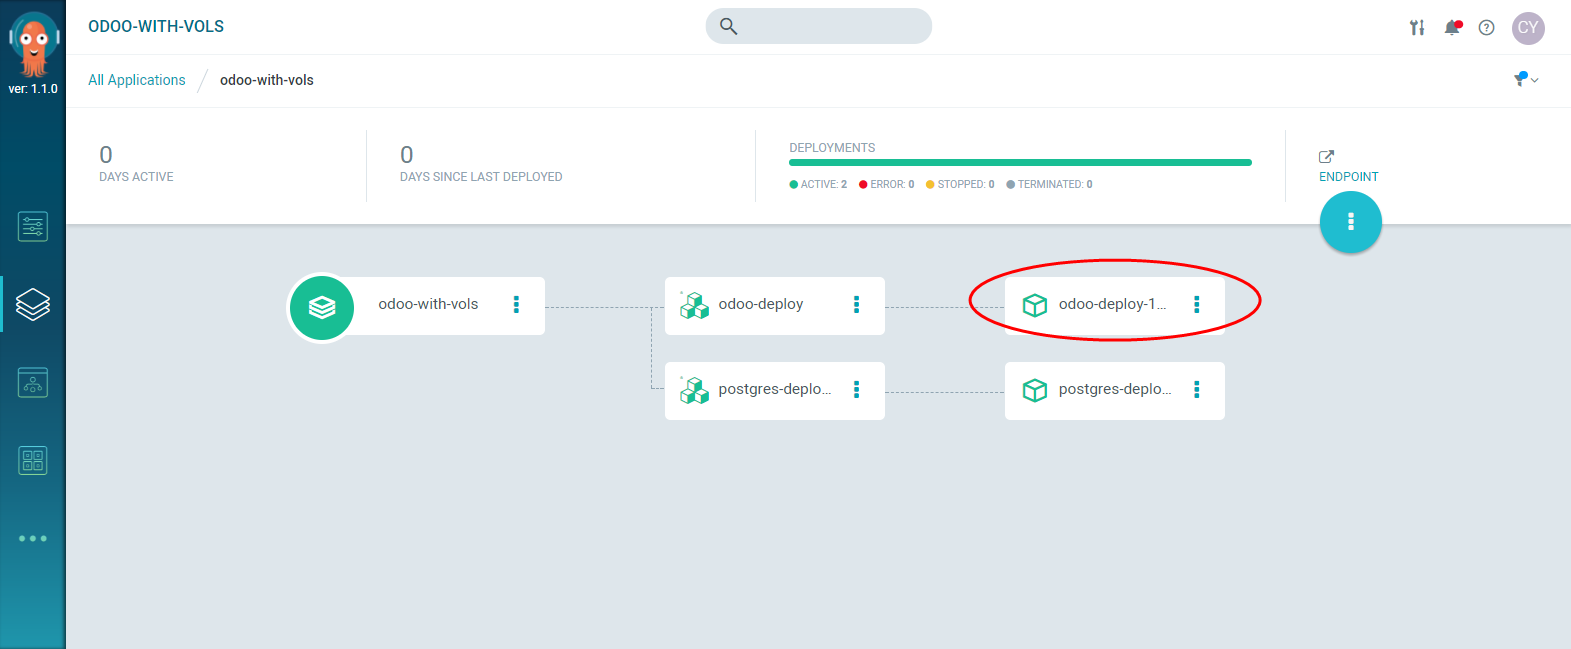 ODOO-WITH-VOLS
CY
ver: 1.1.0
All Applications odoo-with-vols
0
DAYS ACTIVE
0
DAYS SINCE LAST DEPLOYED
DEPLOYMENTS
ACTIVE: 2 ERROR: 0 STOPPED: 0 TERMINATED: 0
ENDPOINT
odoo-with-vols
odoo-deploy
odoo-deploy-1...
postgres-deplo...
postgres-deplo...